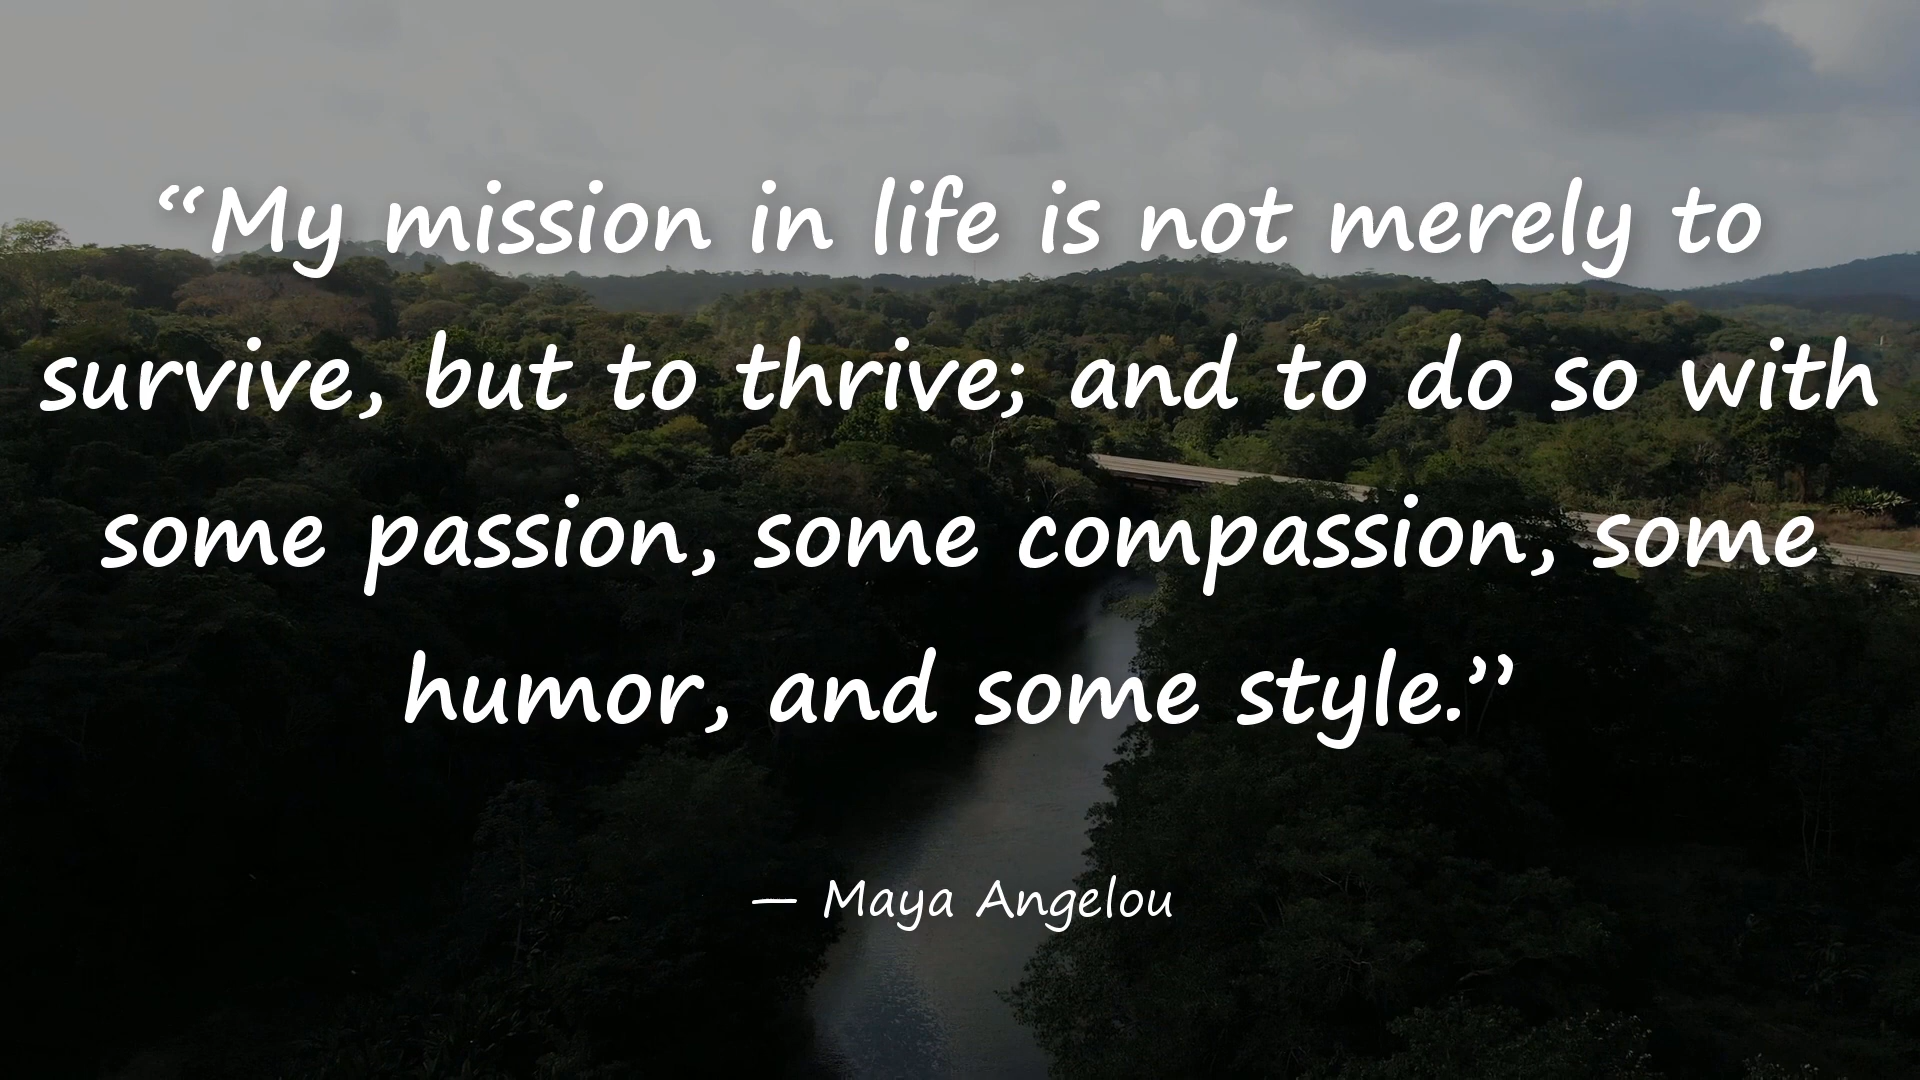 “My mission in life is not merely to
survive, but to thrive; and to do so with
some passion, some compassion, some
humor, and some style.”
— Maya Angelou